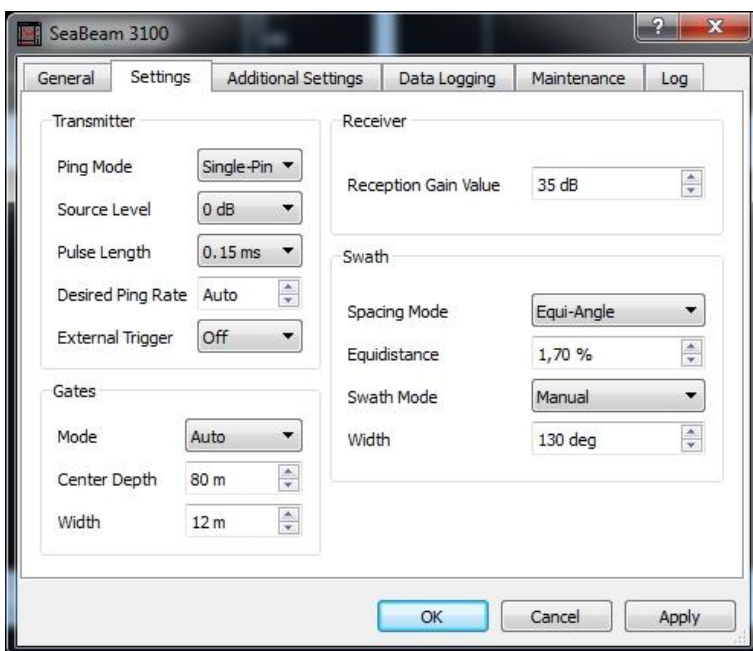 SeaBeam 3100
General Settings Additional Settings Data Logging Maintenance Log
Transmitter
Ping Mode Single-Pin
Source Level 0 dB
Pulse Length 0.15 ms
Desired Ping Rate Auto
External Trigger Off
Gates
Mode Auto
Center Depth 80 m
Width 12 m
Receiver
Reception Gain Value 35 dB
Swath
Spacing Mode Equi-Angle
Equidistance 1,70 %
Swath Mode Manual
Width 130 deg
OK Cancel Apply